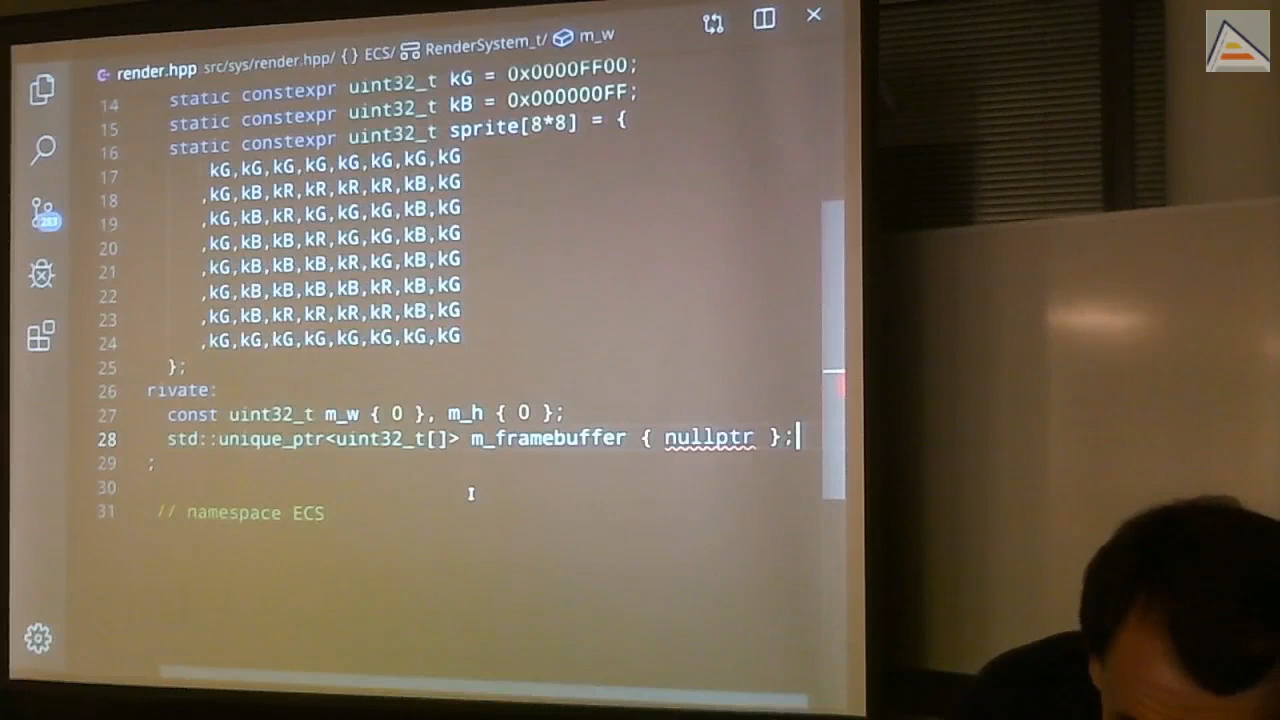 render.hpp src/sys/render.hpp/ { } ECS/ RenderSystem_t/ m_w
14 static constexpr uint32_t kG = 0x0000FF00;
15 static constexpr uint32_t kB = 0x000000FF;
16 static constexpr uint32_t sprite[8*8] = {
17 kG,kG,kG,kG,kG,kG,kG,kG
18 ,kG,kB,kR,kR,kR,kR,kB,kG
19 ,kG,kB,kR,kG,kG,kG,kB,kG
20 ,kG,kB,kB,kR,kG,kG,kB,kG
21 ,kG,kB,kB,kB,kR,kG,kB,kG
22 ,kG,kB,kB,kB,kB,kR,kB,kG
23 ,kG,kB,kR,kR,kR,kR,kB,kG
24 ,kG,kG,kG,kG,kG,kG,kG,kG
25 };
26 rivate:
27 const uint32_t m_w { 0 }, m_h { 0 };
28 std::unique_ptr<uint32_t[]> m_framebuffer { nullptr };
29 ;
30
31 // namespace ECS
283